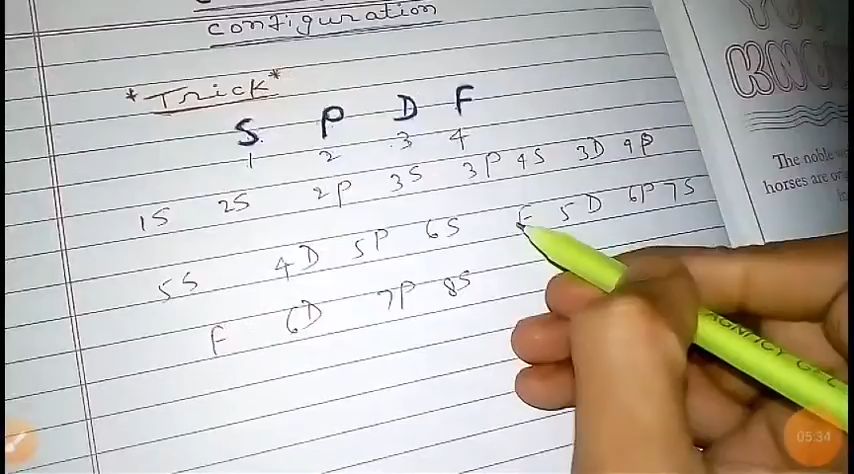 configuration
*Trick*
S P D F
1 2 3 4
1S 2S 2P 3S 3P 4S 3D 4P
5S 4D 5P 6S F 5D 6P 7S
F 6D 7P 8S
KNO
The noble
horses are
05:34